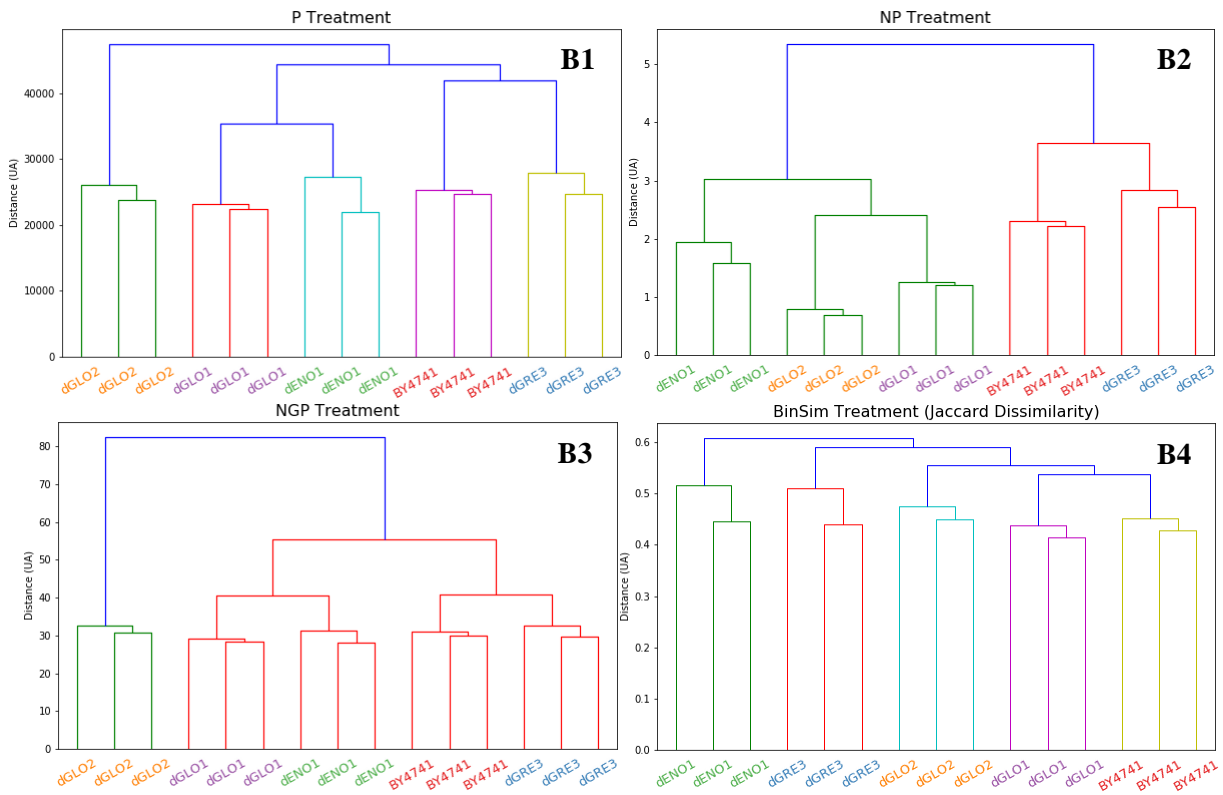 P Treatment
B1
Distance (UA)
40000
30000
20000
10000
0
dGLO2 dGLO2 dGLO2 dGLO1 dGLO1 dGLO1 dENO1 dENO1 dENO1 BY4741 BY4741 BY4741 dGRE3 dGRE3 dGRE3
NP Treatment
B2
Distance (UA)
5
4
3
2
1
0
dENO1 dENO1 dENO1 dGLO2 dGLO2 dGLO2 dGLO1 dGLO1 dGLO1 BY4741 BY4741 BY4741 dGRE3 dGRE3 dGRE3
NGP Treatment
B3
Distance (UA)
80
70
60
50
40
30
20
10
0
dGLO2 dGLO2 dGLO2 dGLO1 dGLO1 dGLO1 dENO1 dENO1 dENO1 BY4741 BY4741 BY4741 dGRE3 dGRE3 dGRE3
BinSim Treatment (Jaccard Dissimilarity)
B4
Distance (UA)
0.6
0.5
0.4
0.3
0.2
0.1
0.0
dENO1 dENO1 dENO1 dGRE3 dGRE3 dGRE3 dGLO2 dGLO2 dGLO2 dGLO1 dGLO1 dGLO1 BY4741 BY4741 BY4741